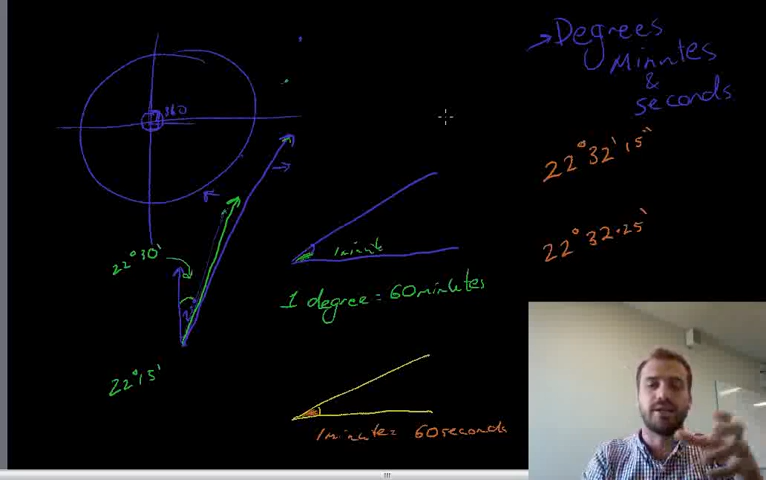 →Degrees
Minutes
&
seconds
360
22° 32' 15"
22° 32.25'
22°30'
1 minute
1 degree = 60 minutes
22°15'
1 minute = 60 seconds